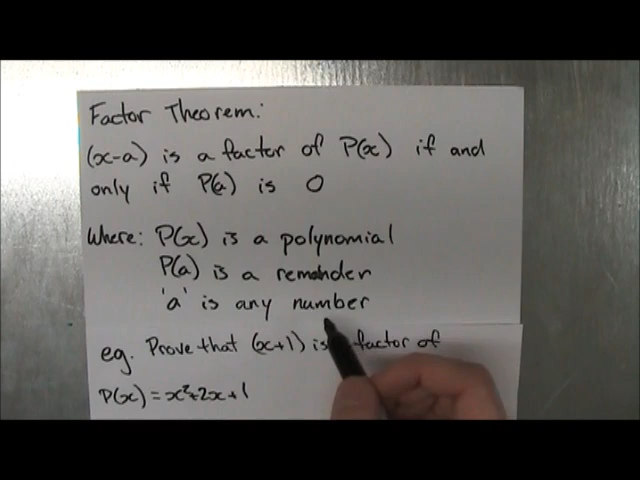 Factor Theorem:
(x-a) is a factor of P(x) if and
only if P(a) is 0
Where: P(x) is a polynomial
P(a) is a remainder
'a' is any number
eg. Prove that (x+1) is factor of
P(x) = x²+2x+1